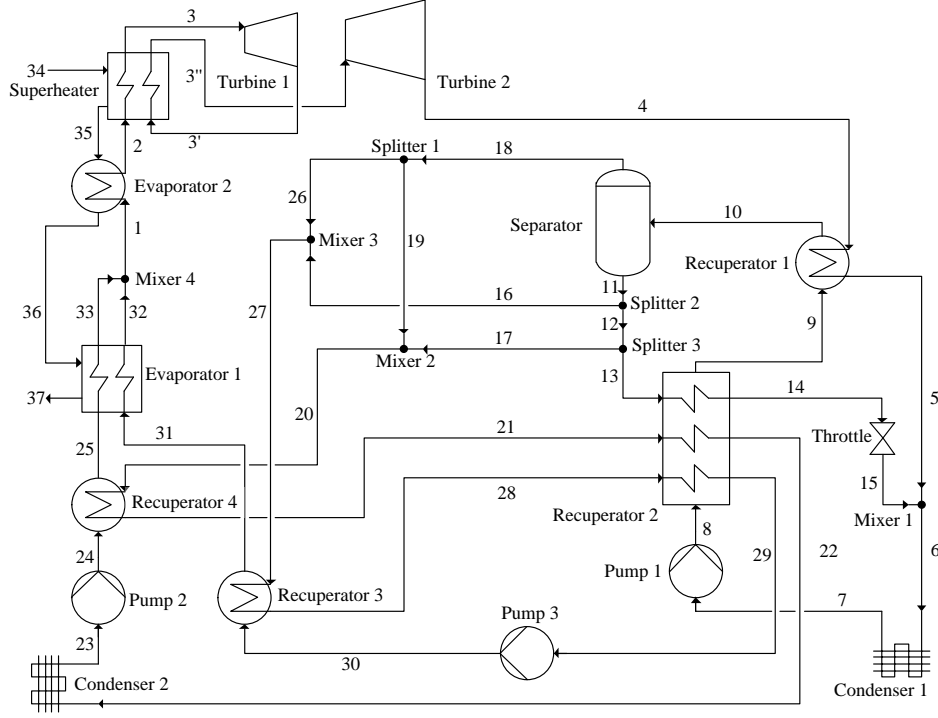 3
34
Superheater
3''
Turbine 1
Turbine 2
4
35
2
3'
Splitter 1
18
Evaporator 2
26
Separator
10
1
Mixer 3
19
Recuperator 1
Mixer 4
11
36
33
32
27
16
Splitter 2
9
12
17
Splitter 3
Mixer 2
Evaporator 1
13
14
37
5
20
31
21
Throttle
25
28
15
Recuperator 4
Recuperator 2
Mixer 1
8
24
29
22
6
Pump 1
Pump 2
Recuperator 3
Pump 3
7
23
30
Condenser 2
Condenser 1